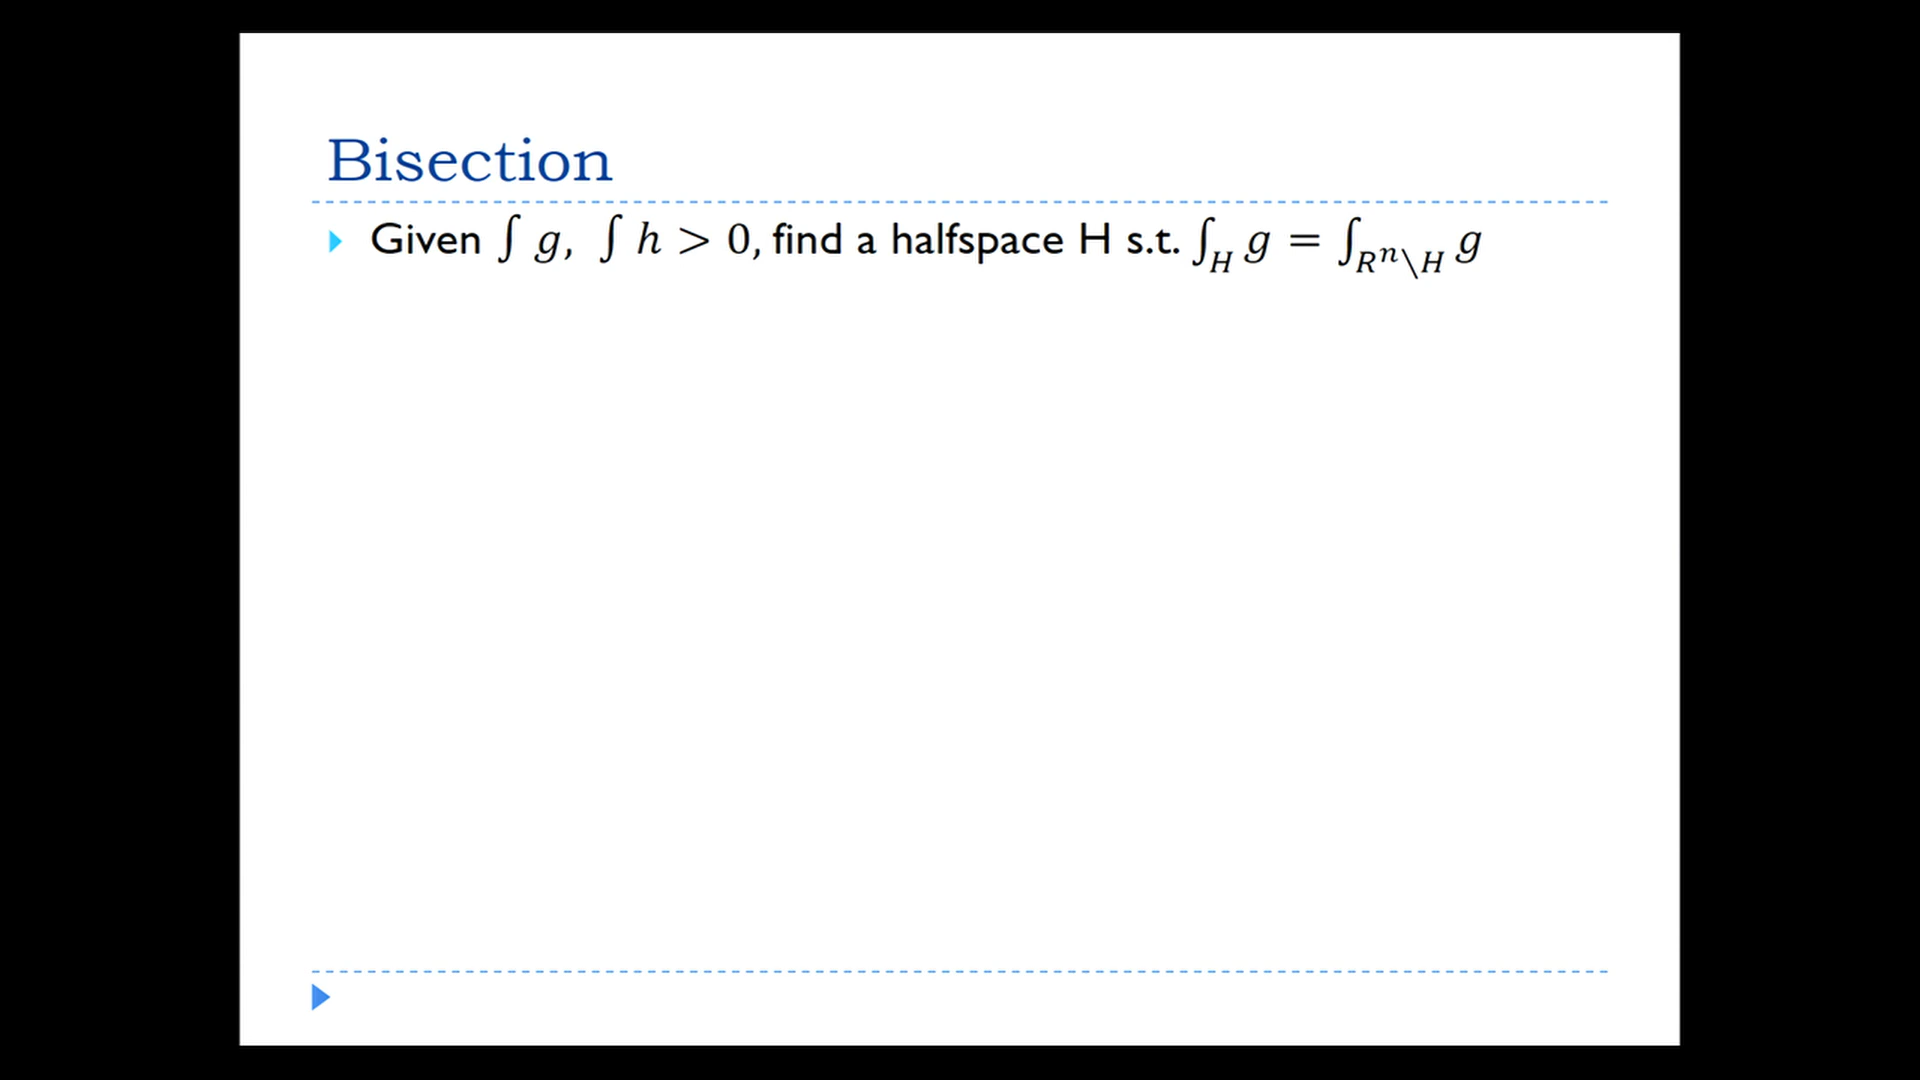 Bisection
Given ∫ g, ∫ h > 0, find a halfspace H s.t. ∫_H g = ∫_{R^n\H} g